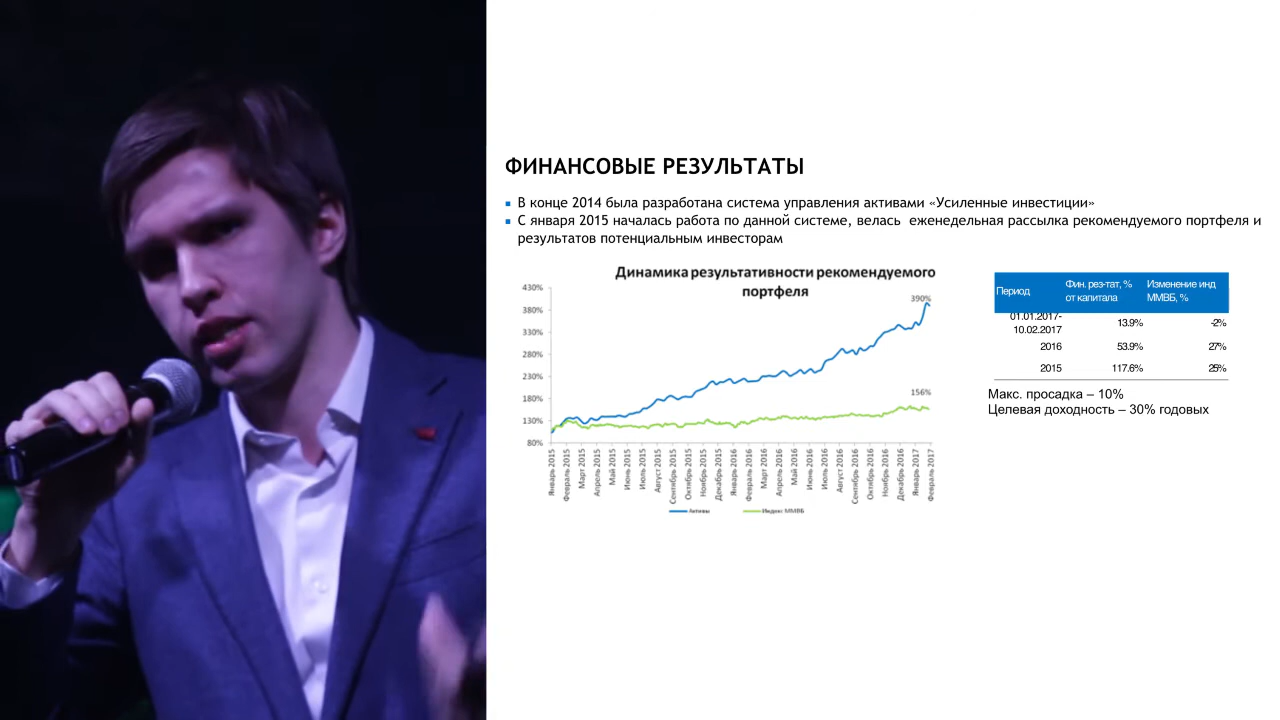 ФИНАНСОВЫЕ РЕЗУЛЬТАТЫ
В конце 2014 была разработана система управления активами «Усиленные инвестиции»
С января 2015 началась работа по данной системе, велась еженедельная рассылка рекомендуемого портфеля и
результатов потенциальным инвесторам
Динамика результативности рекомендуемого
портфеля
430%
380%
330%
280%
230%
180%
130%
80%
390%
156%
Январь 2015
Февраль 2015
Март 2015
Апрель 2015
Май 2015
Июнь 2015
Июль 2015
Август 2015
Сентябрь 2015
Октябрь 2015
Ноябрь 2015
Декабрь 2015
Январь 2016
Февраль 2016
Март 2016
Апрель 2016
Май 2016
Июнь 2016
Июль 2016
Август 2016
Сентябрь 2016
Октябрь 2016
Ноябрь 2016
Декабрь 2016
Январь 2017
Февраль 2017
Активы Индекс ММВБ
Период Фин. рез-тат, % от капитала Изменение инд ММВБ, %
01.01.2017-
10.02.2017 13.9% -2%
2016 53.9% 27%
2015 117.6% 25%
Макс. просадка – 10%
Целевая доходность – 30% годовых